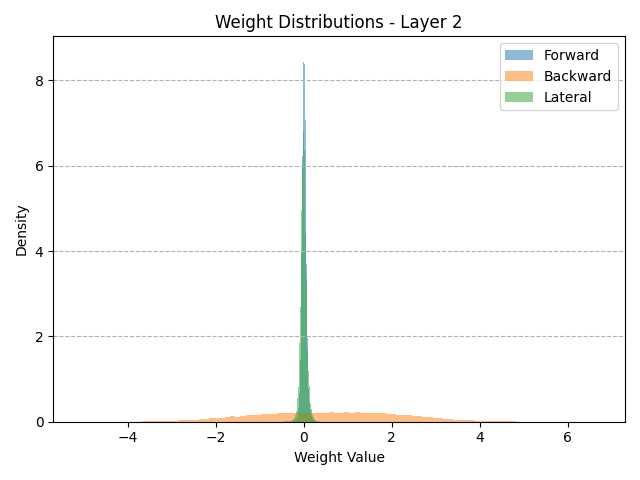 Weight Distributions - Layer 2
Forward
Backward
Lateral
8
6
4
2
0
Density
−4
−2
0
2
4
6
Weight Value